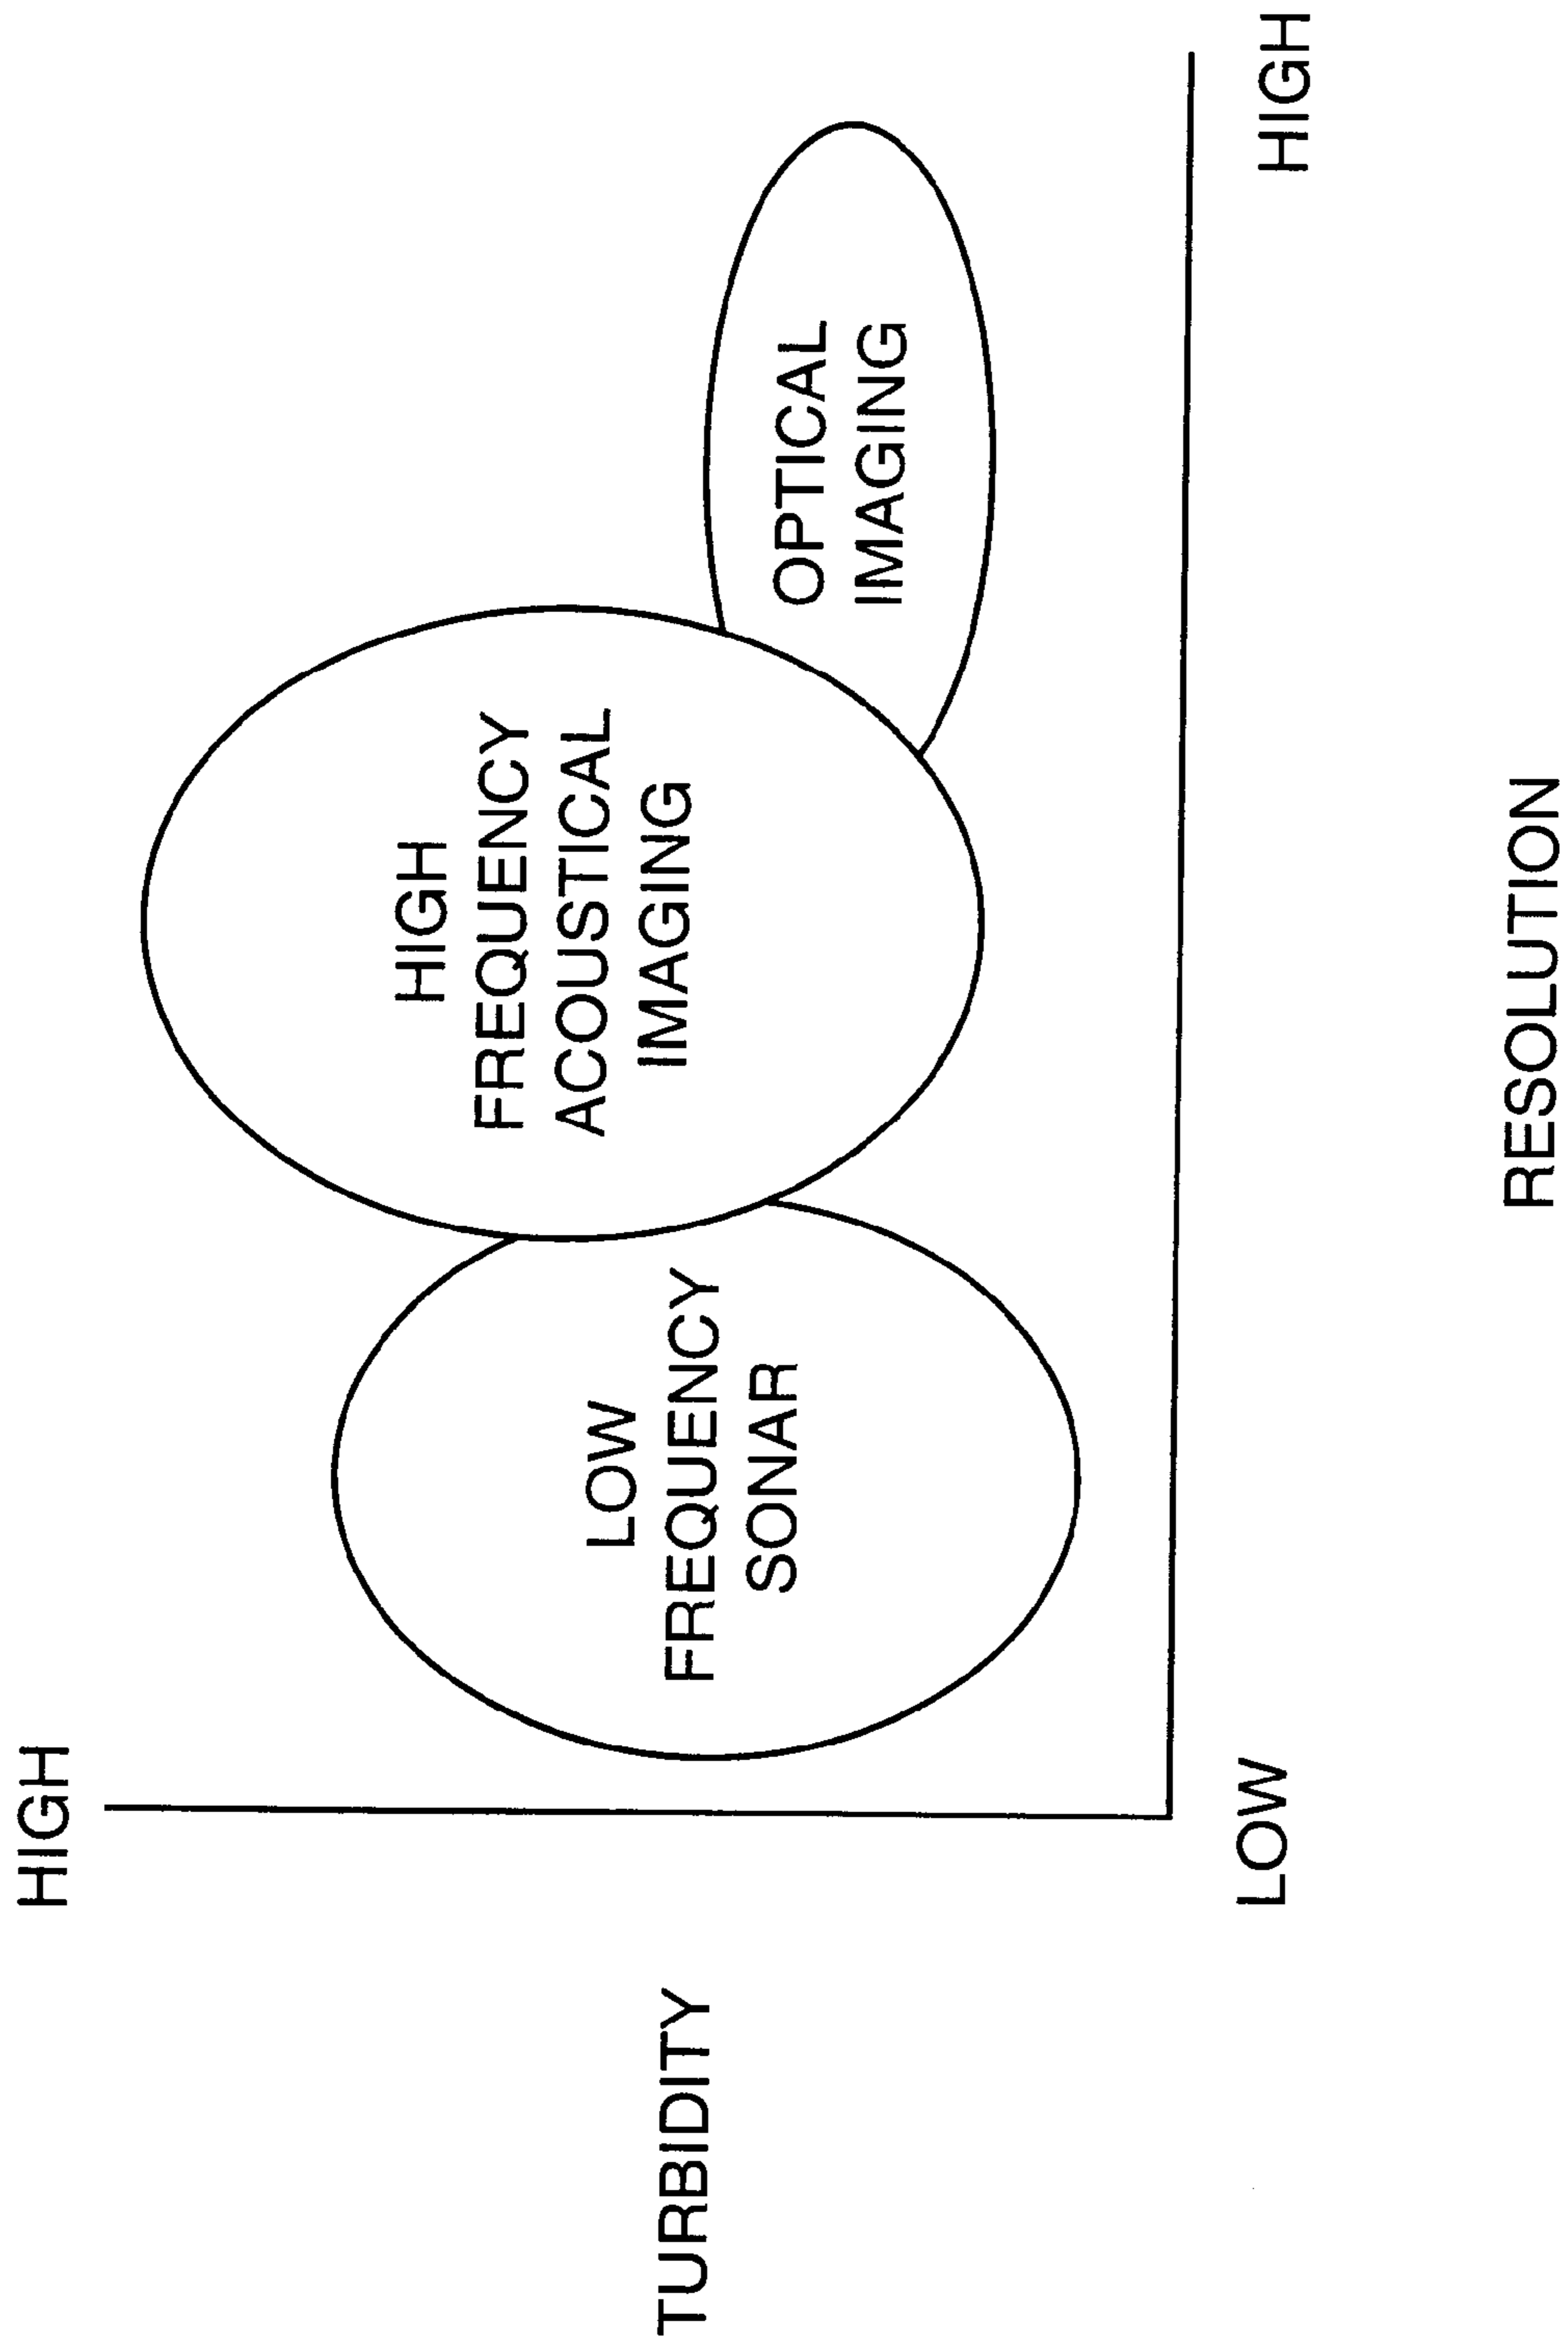 HIGH
TURBIDITY
LOW
FREQUENCY
SONAR
HIGH
FREQUENCY
ACOUSTICAL
IMAGING
OPTICAL
IMAGING
LOW
HIGH
RESOLUTION